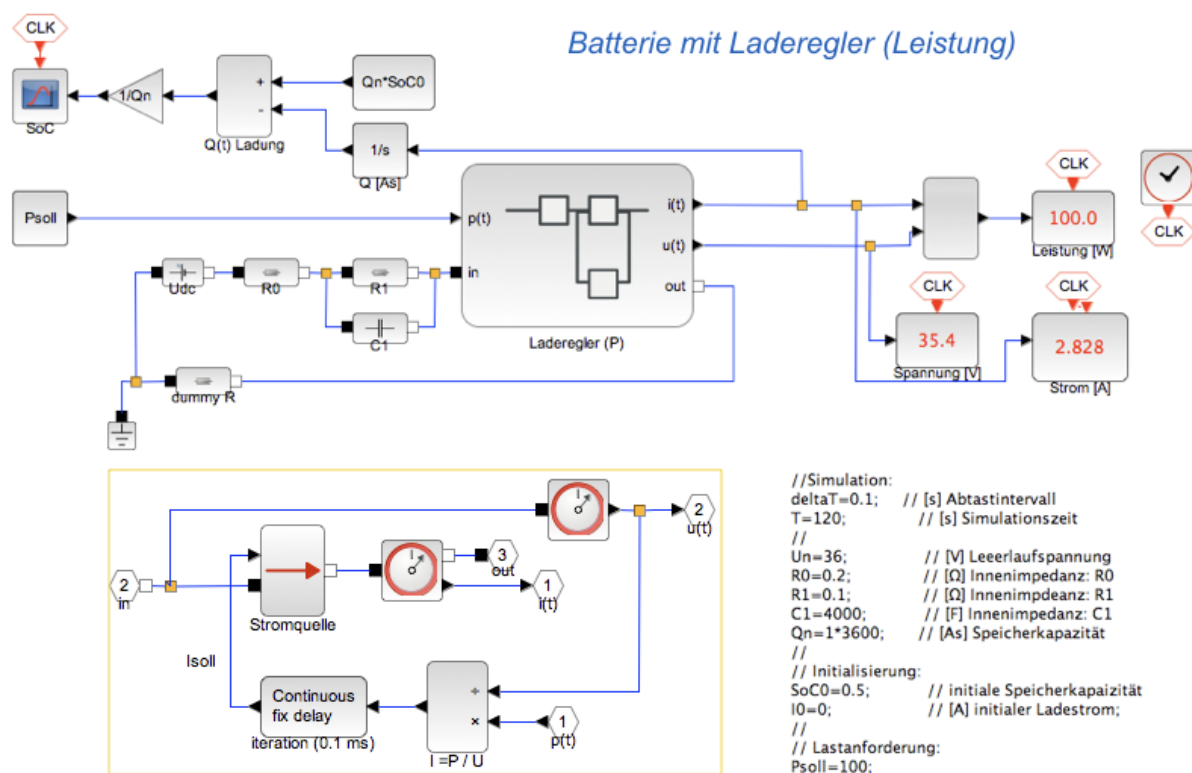 Batterie mit Laderegler (Leistung)
CLK
SoC
1/Qn
+
-
Q(t) Ladung
Qn*SoC0
1/s
Q [As]
Psoll
p(t)
in
i(t)
u(t)
out
Laderegler (P)
Udc
R0
R1
C1
dummy R
CLK
100.0
Leistung [W]
CLK
CLK
35.4
Spannung [V]
CLK
2.828
Strom [A]
2
in
Stromquelle
I
I
2
u(t)
3
out
1
i(t)
Isoll
Continuous
fix delay
iteration (0.1 ms)
÷
×
I =P / U
1
p(t)
//Simulation:
deltaT=0.1; // [s] Abtastintervall
T=120; // [s] Simulationszeit
//
Un=36; // [V] Leeerlaufspannung
R0=0.2; // [Ω] Innenimpedanz: R0
R1=0.1; // [Ω] Innenimpdeanz: R1
C1=4000; // [F] Innenimpedanz: C1
Qn=1*3600; // [As] Speicherkapazität
//
// Initialisierung:
SoC0=0.5; // initiale Speicherkapaizität
I0=0; // [A] initialer Ladestrom;
//
// Lastanforderung:
Psoll=100;